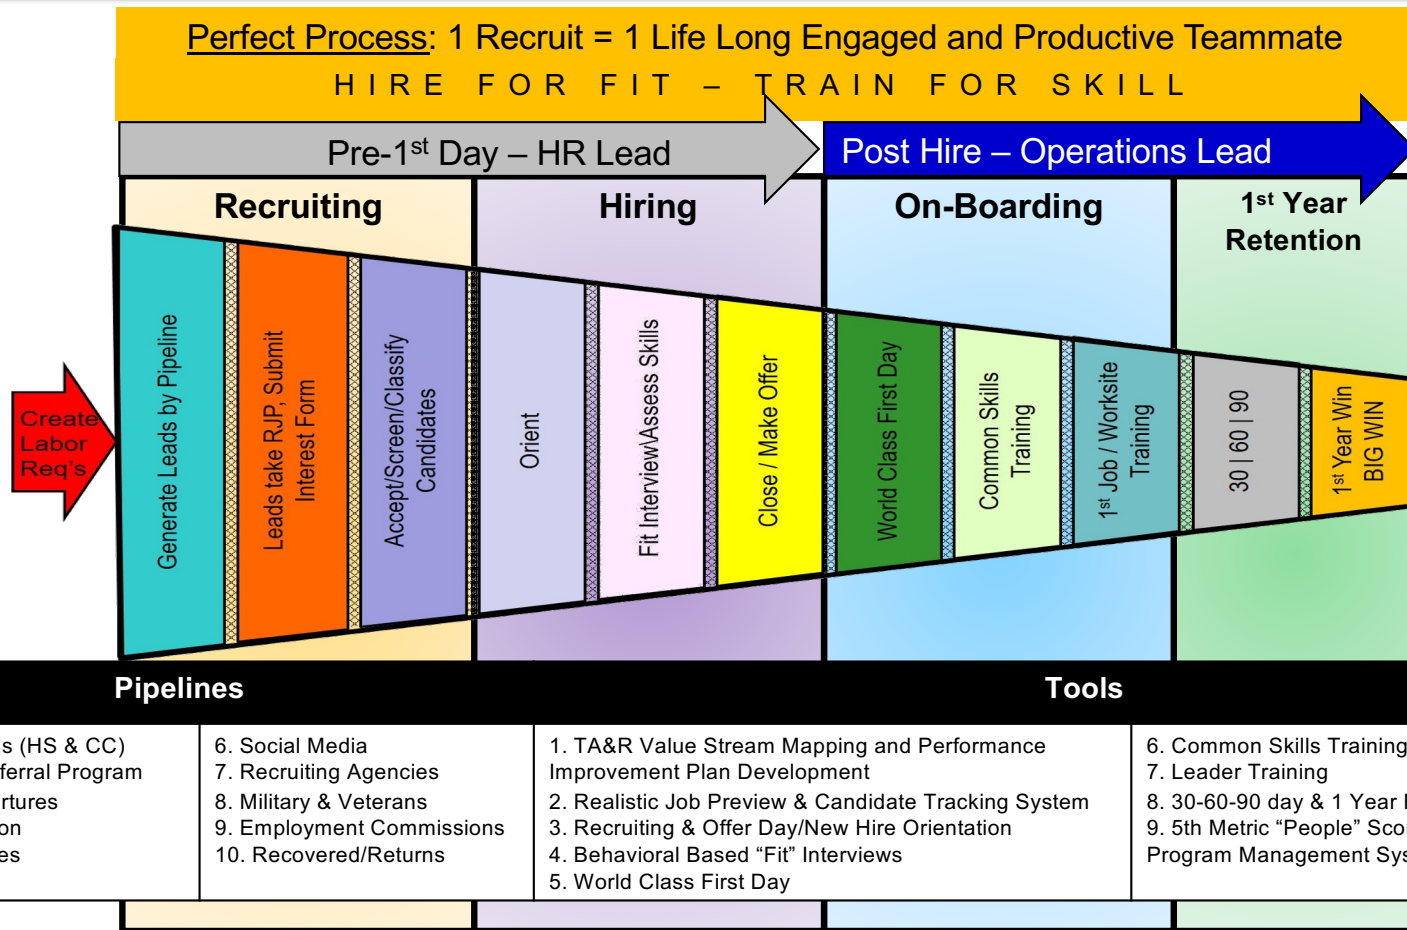 Perfect Process: 1 Recruit = 1 Life Long Engaged and Productive Teammate
HIRE FOR FIT – TRAIN FOR SKILL
Pre-1st Day – HR Lead
Post Hire – Operations Lead
Recruiting
Hiring
On-Boarding
1st Year
Retention
Create
Labor
Req's
Generate Leads by Pipeline
Leads take RJP, Submit
Interest Form
Accept/Screen/Classify
Candidates
Orient
Fit Interview\Assess Skills
Close / Make Offer
World Class First Day
Common Skills
Training
1st Job / Worksite
Training
30 | 60 | 90
1st Year Win
BIG WIN
Pipelines
Tools
(HS & CC)
Program
6. Social Media
7. Recruiting Agencies
8. Military & Veterans
9. Employment Commissions
10. Recovered/Returns
1. TA&R Value Stream Mapping and Performance
Improvement Plan Development
2. Realistic Job Preview & Candidate Tracking System
3. Recruiting & Offer Day/New Hire Orientation
4. Behavioral Based “Fit” Interviews
5. World Class First Day
6. Common Skills Training
7. Leader Training
8. 30-60-90 day & 1 Year
9. 5th Metric “People”
Program Management